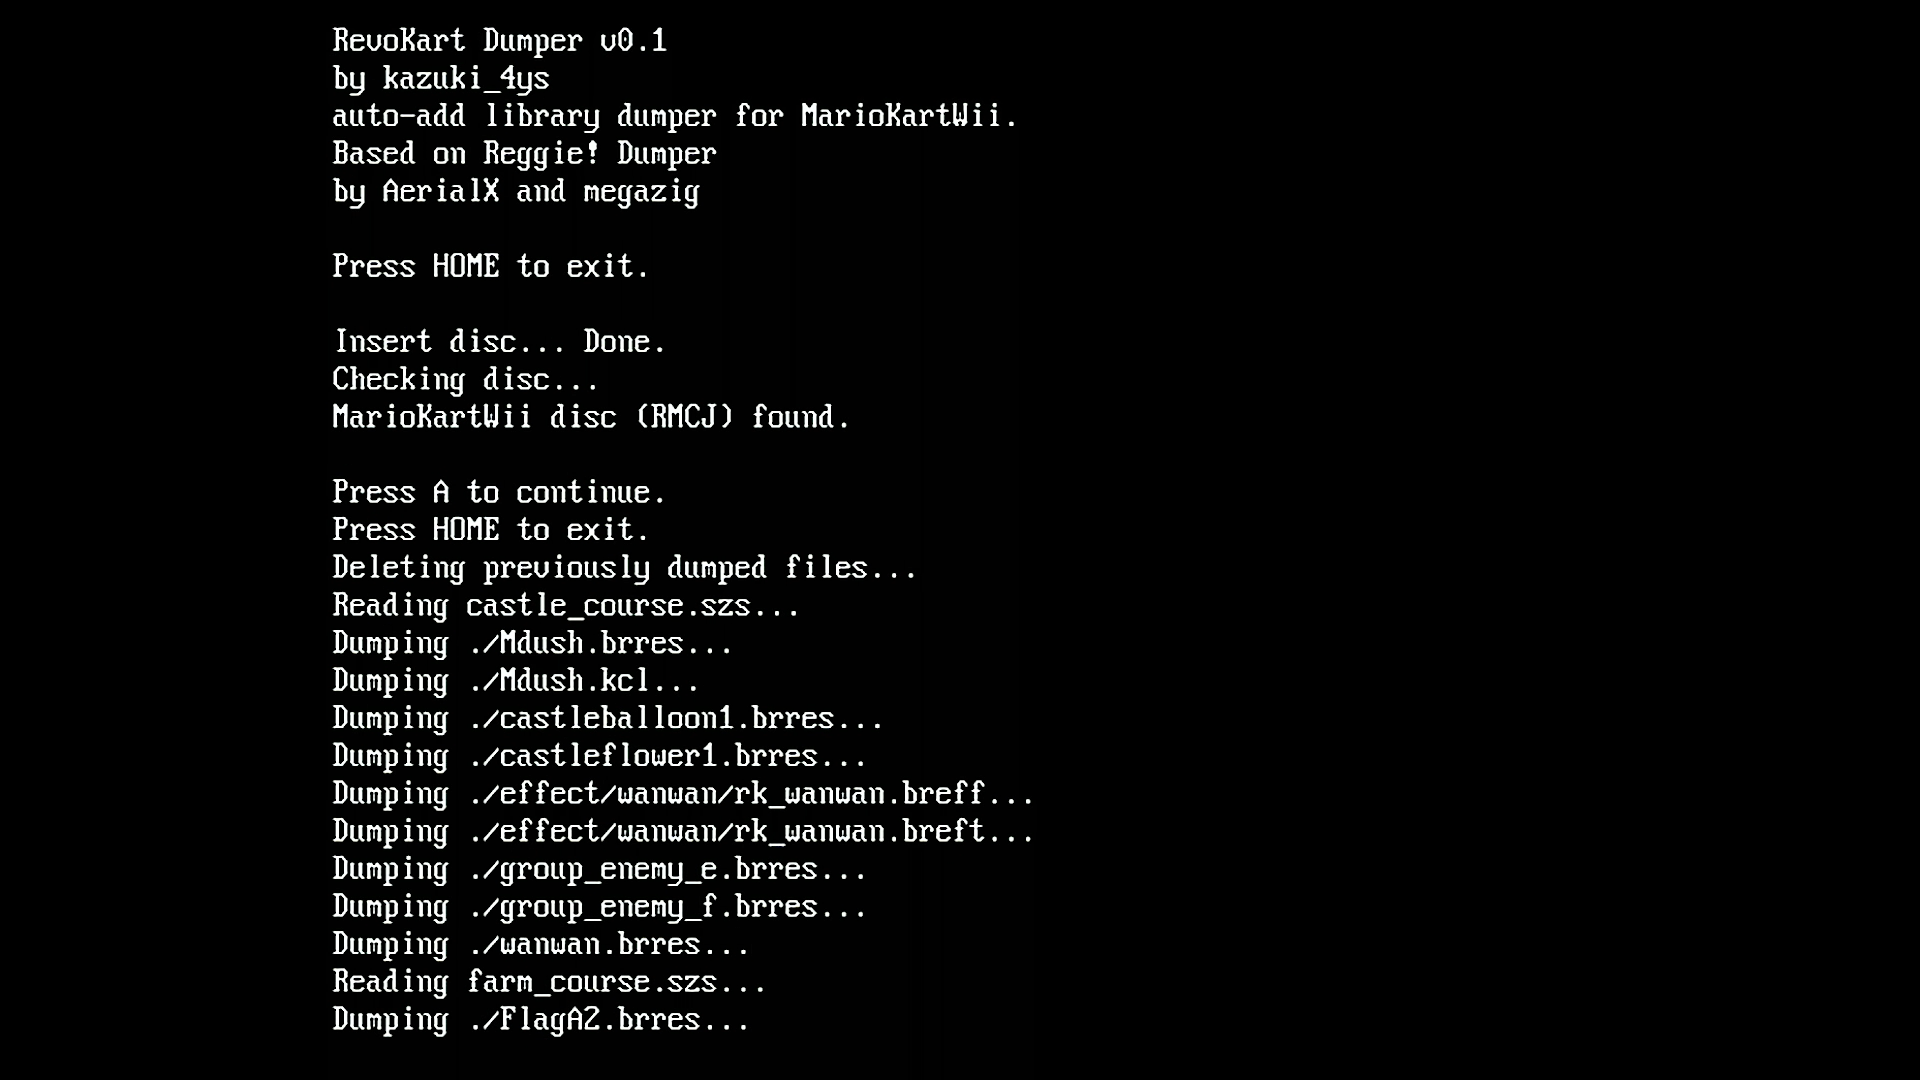 RevoKart Dumper v0.1
by kazuki_4ys
auto-add library dumper for MarioKartWii.
Based on Reggie! Dumper
by AerialX and megazig
Press HOME to exit.
Insert disc... Done.
Checking disc...
MarioKartWii disc (RMCJ) found.
Press A to continue.
Press HOME to exit.
Deleting previously dumped files...
Reading castle_course.szs...
Dumping ./Mdush.brres...
Dumping ./Mdush.kcl...
Dumping ./castleballoon1.brres...
Dumping ./castleflower1.brres...
Dumping ./effect/wanwan/rk_wanwan.breff...
Dumping ./effect/wanwan/rk_wanwan.breft...
Dumping ./group_enemy_e.brres...
Dumping ./group_enemy_f.brres...
Dumping ./wanwan.brres...
Reading farm_course.szs...
Dumping ./FlagA2.brres...